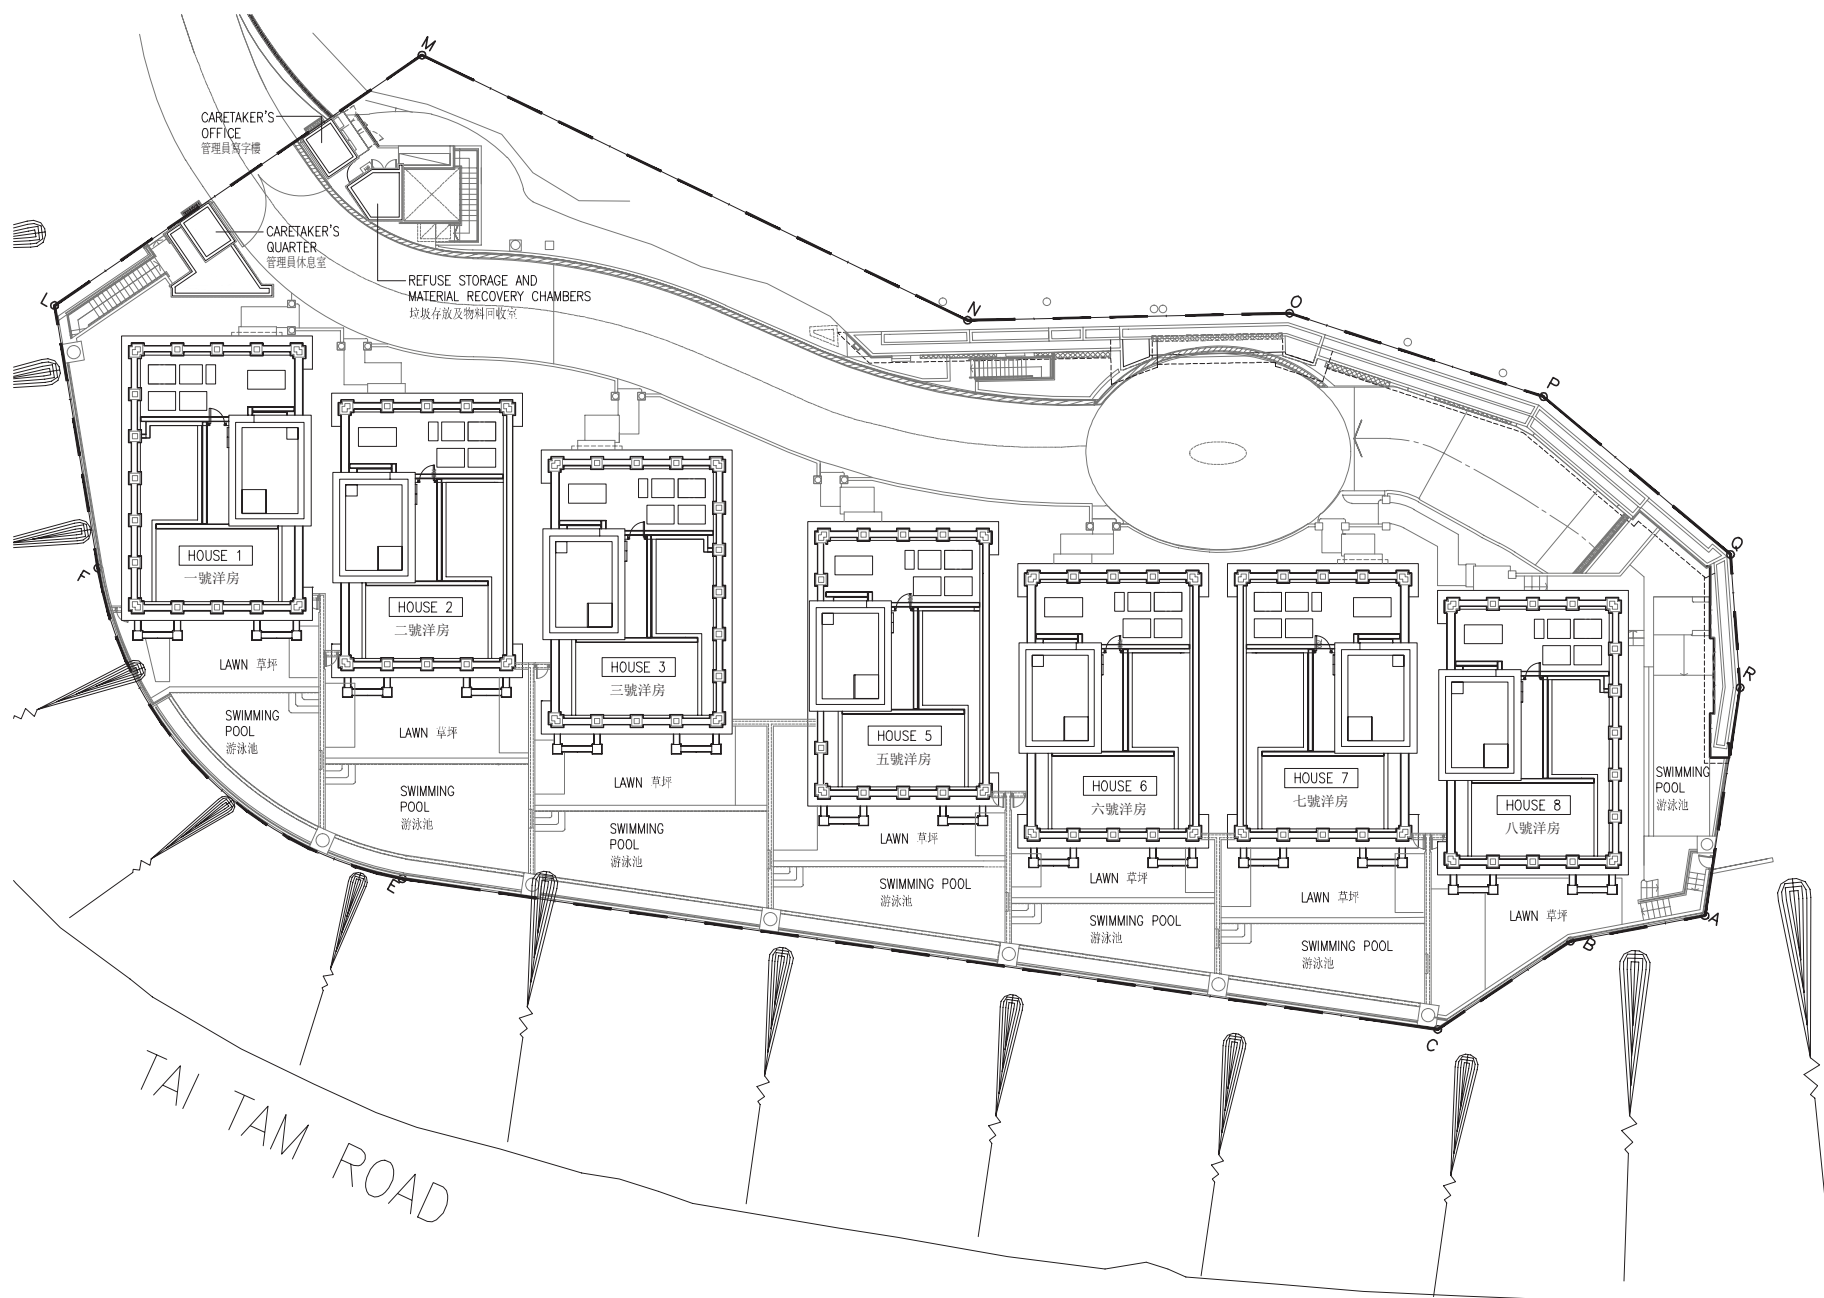 M
CARETAKER'S
OFFICE
管理員寫字樓
CARETAKER'S
QUARTER
管理員休息室
REFUSE STORAGE AND
MATERIAL RECOVERY CHAMBERS
垃圾存放及物料回收室
L
N
O
P
Q
R
F
HOUSE 1
一號洋房
HOUSE 2
二號洋房
HOUSE 3
三號洋房
HOUSE 5
五號洋房
HOUSE 6
六號洋房
HOUSE 7
七號洋房
HOUSE 8
八號洋房
LAWN 草坪
SWIMMING
POOL
游泳池
LAWN 草坪
SWIMMING
POOL
游泳池
LAWN 草坪
SWIMMING
POOL
游泳池
LAWN 草坪
SWIMMING POOL
游泳池
LAWN 草坪
SWIMMING POOL
游泳池
LAWN 草坪
SWIMMING POOL
游泳池
LAWN 草坪
SWIMMING
POOL
游泳池
E
A
B
C
TAI TAM ROAD